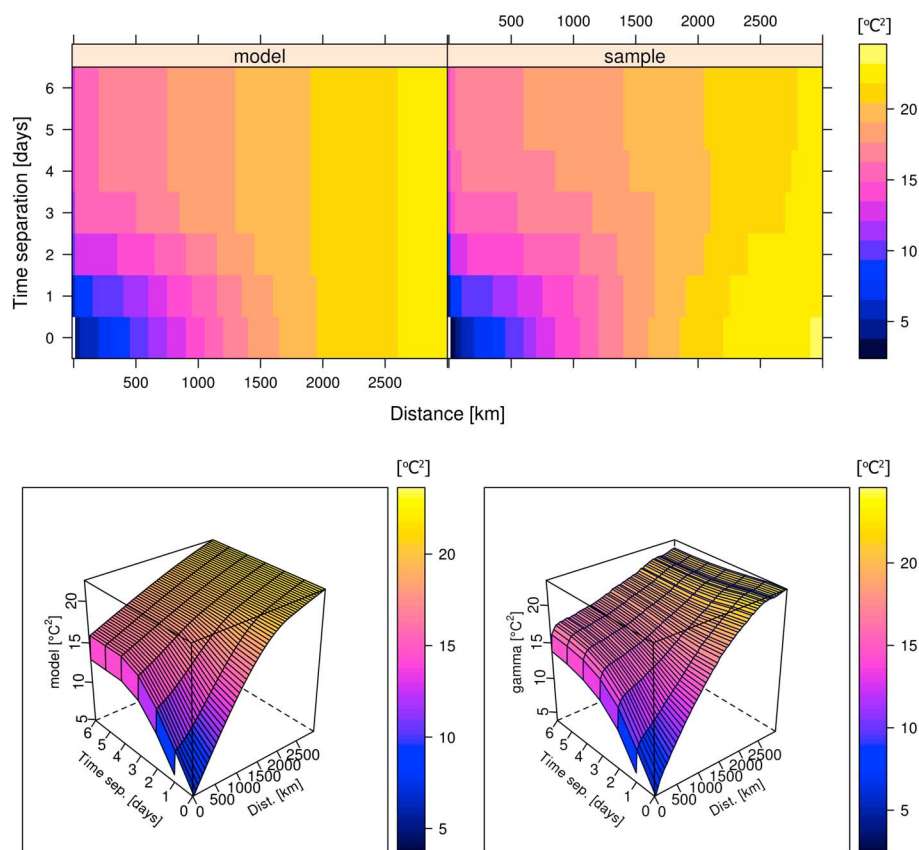 500 1000 1500 2000 2500
[°C²]
model sample
6
5
4
3
2
1
0
Time separation [days]
20
15
10
5
500 1000 1500 2000 2500
Distance [km]
[°C²]
20
15
10
5
model [°C²]
20
15
10
5
6 5 4 3 2 1 0
Time sep. [days]
0 500 1000 1500 2000 2500
Dist. [km]
[°C²]
20
15
10
5
gamma [°C²]
20
15
10
5
6 5 4 3 2 1 0
Time sep. [days]
0 500 1000 1500 2000 2500
Dist. [km]